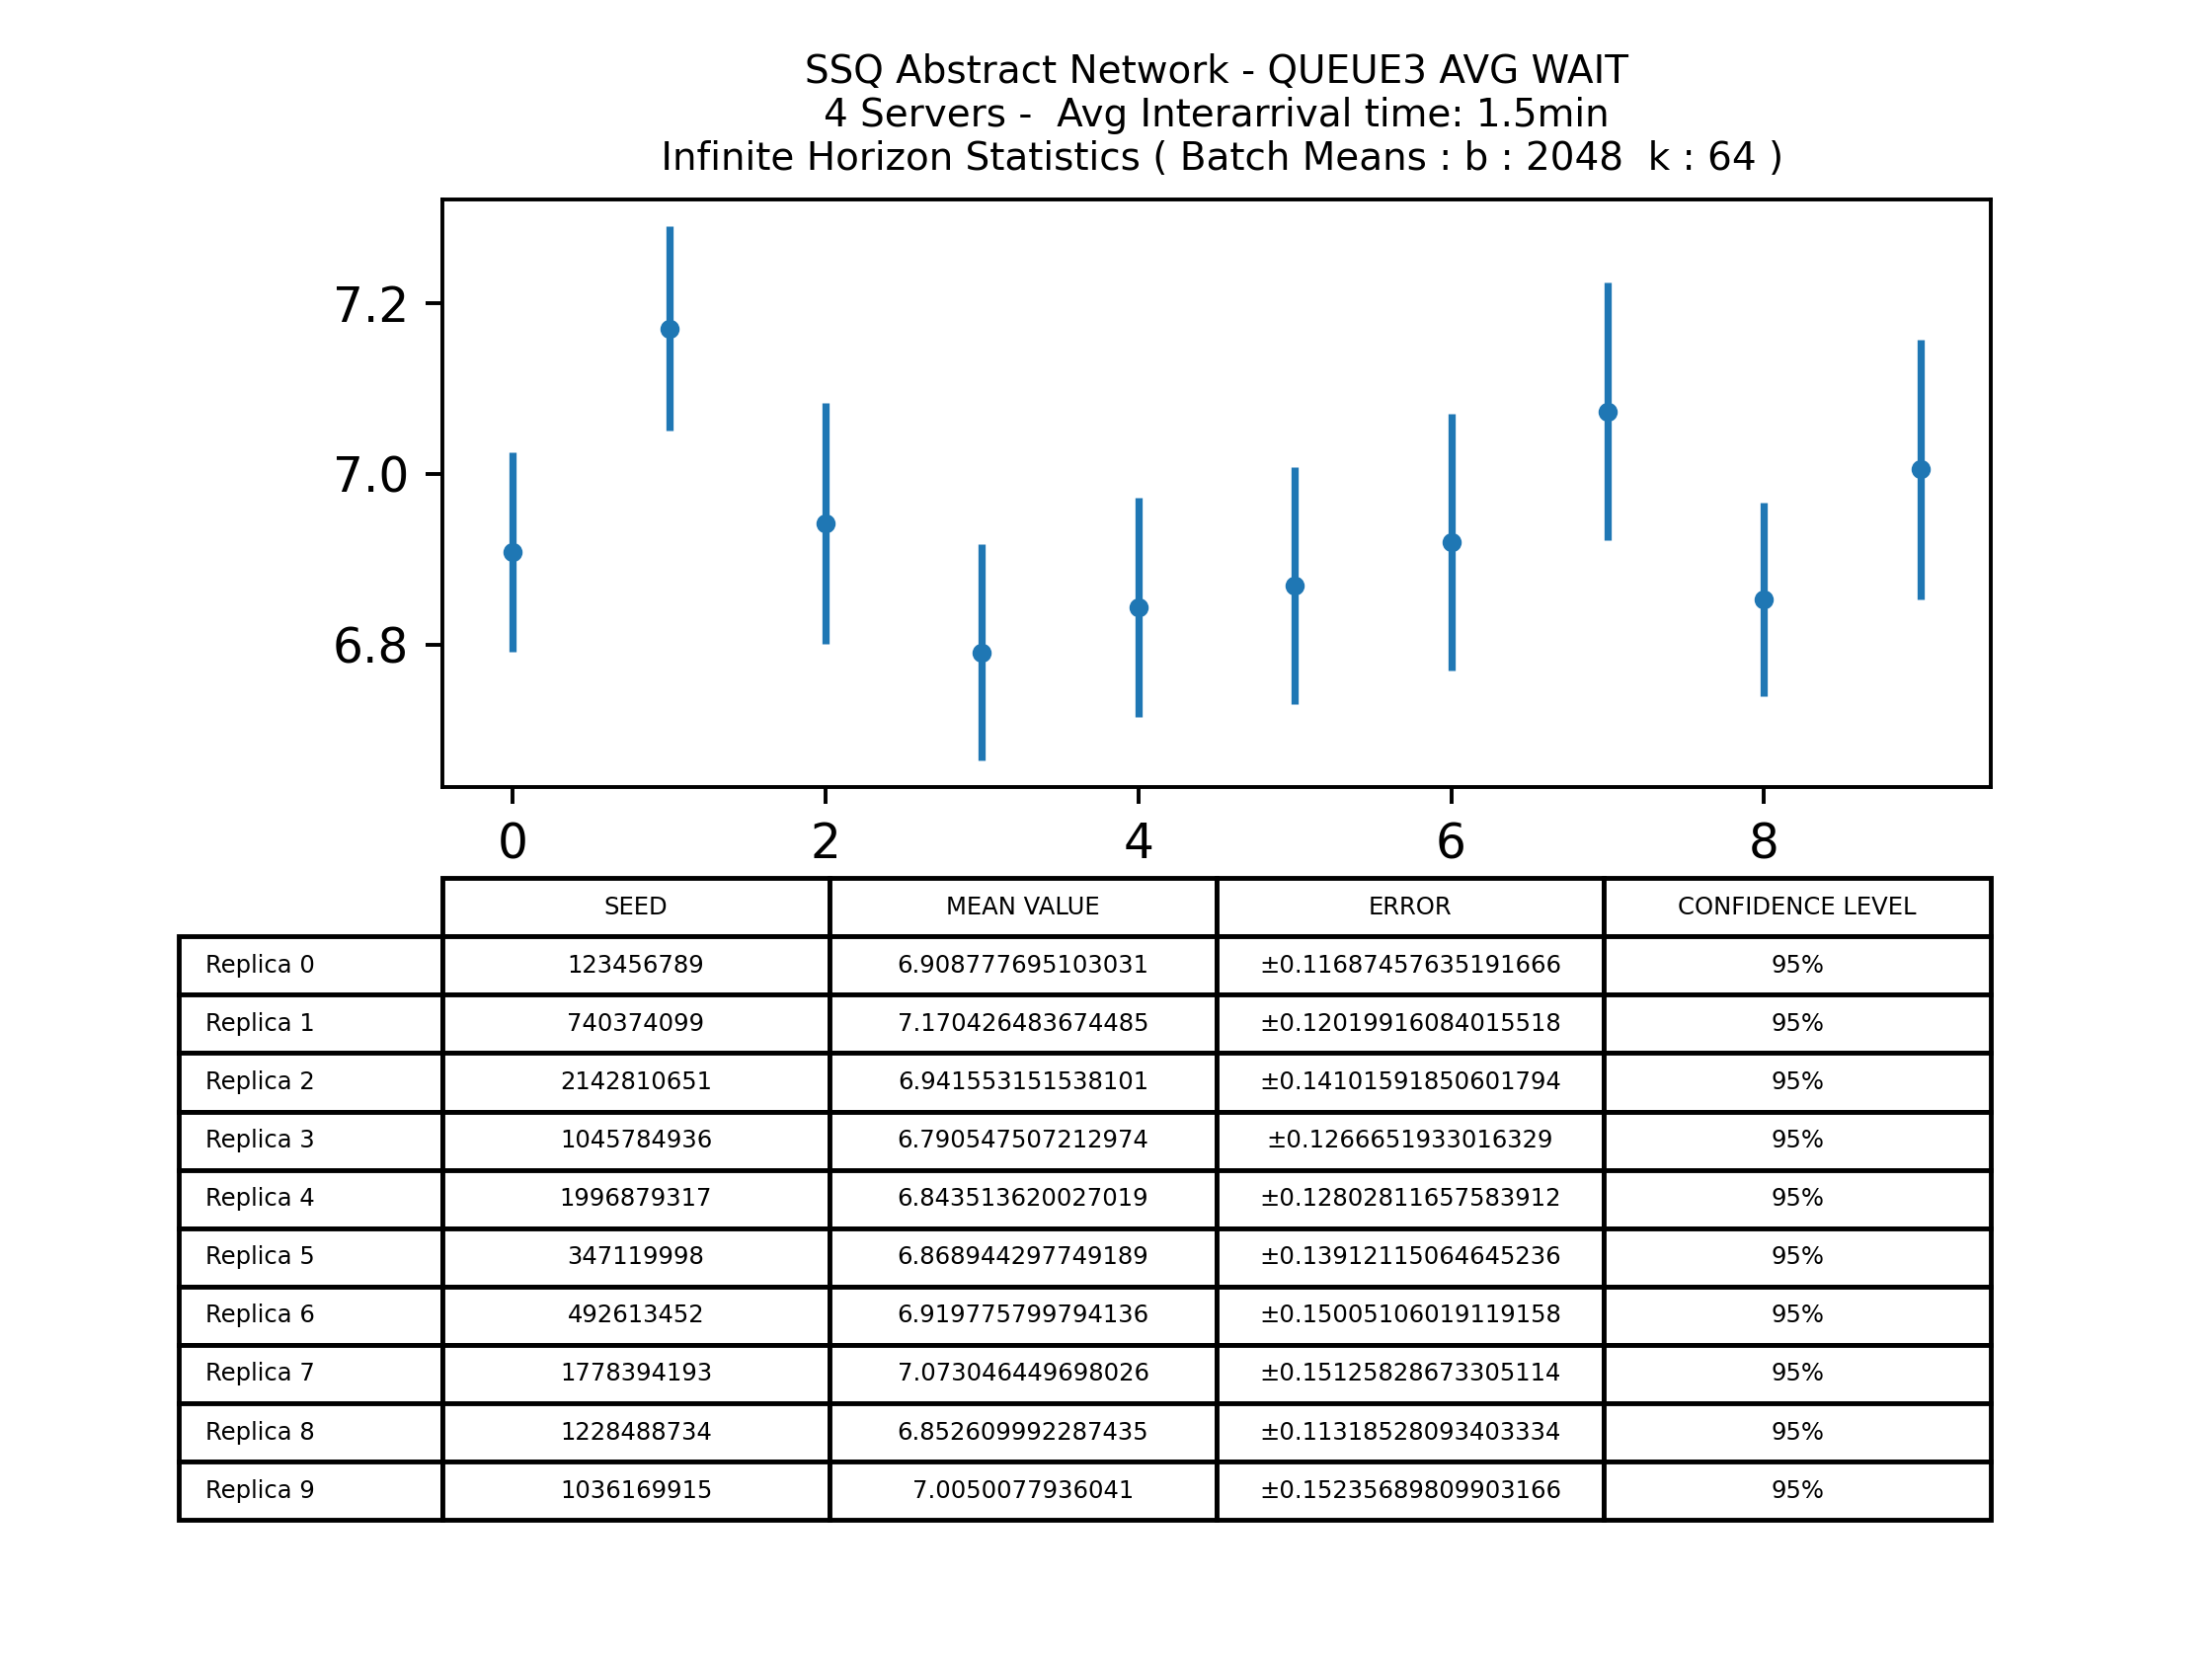 SSQ Abstract Network - QUEUE3 AVG WAIT
4 Servers -  Avg Interarrival time: 1.5min
Infinite Horizon Statistics ( Batch Means : b : 2048  k : 64 )
7.2
7.0
6.8
0 2 4 6 8
SEED MEAN VALUE ERROR CONFIDENCE LEVEL
Replica 0 123456789 6.908777695103031 ±0.11687457635191666 95%
Replica 1 740374099 7.170426483674485 ±0.12019916084015518 95%
Replica 2 2142810651 6.941553151538101 ±0.14101591850601794 95%
Replica 3 1045784936 6.790547507212974 ±0.1266651933016329 95%
Replica 4 1996879317 6.843513620027019 ±0.12802811657583912 95%
Replica 5 347119998 6.868944297749189 ±0.13912115064645236 95%
Replica 6 492613452 6.919775799794136 ±0.15005106019119158 95%
Replica 7 1778394193 7.073046449698026 ±0.15125828673305114 95%
Replica 8 1228488734 6.852609992287435 ±0.11318528093403334 95%
Replica 9 1036169915 7.0050077936041 ±0.15235689809903166 95%